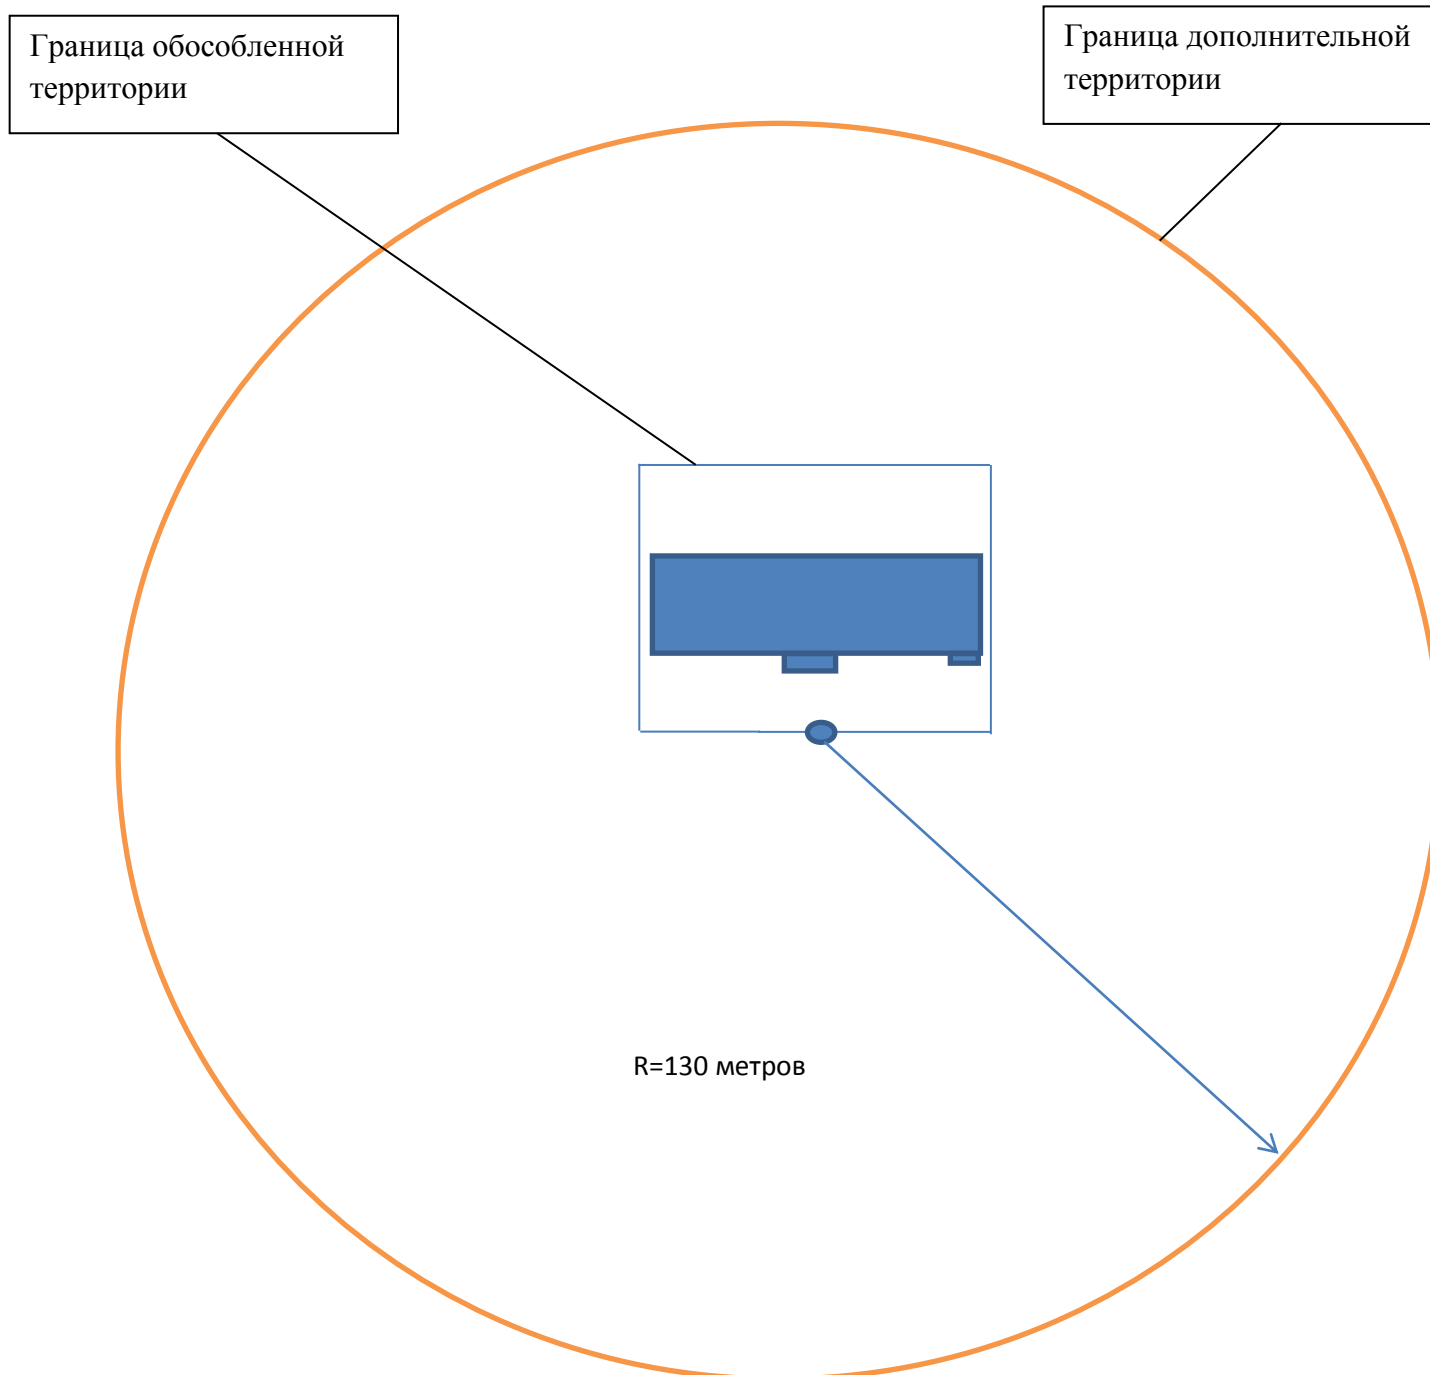 Граница обособленной
территории
Граница дополнительной
территории
R=130 метров